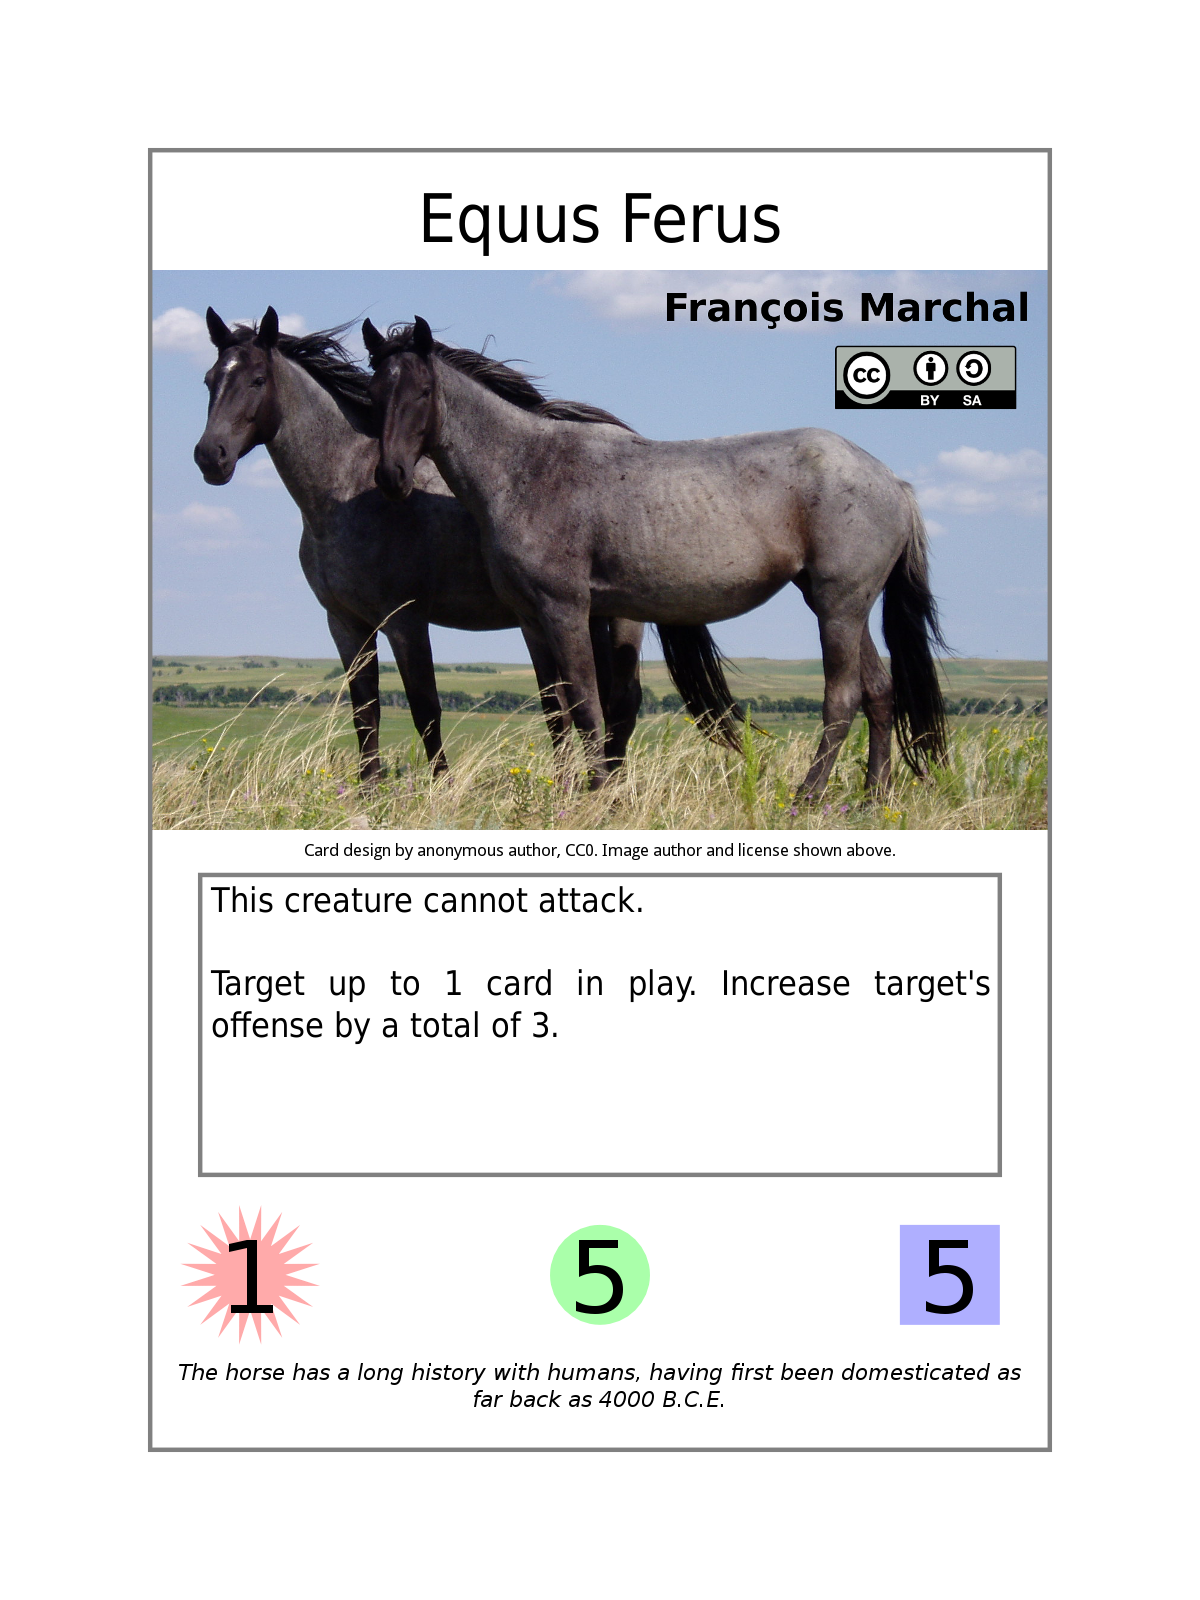 Equus Ferus
François Marchal
cc
BY SA
Card design by anonymous author, CC0. Image author and license shown above.
This creature cannot attack.
Target up to 1 card in play. Increase target's
offense by a total of 3.
1 5 5
The horse has a long history with humans, having first been domesticated as
far back as 4000 B.C.E.